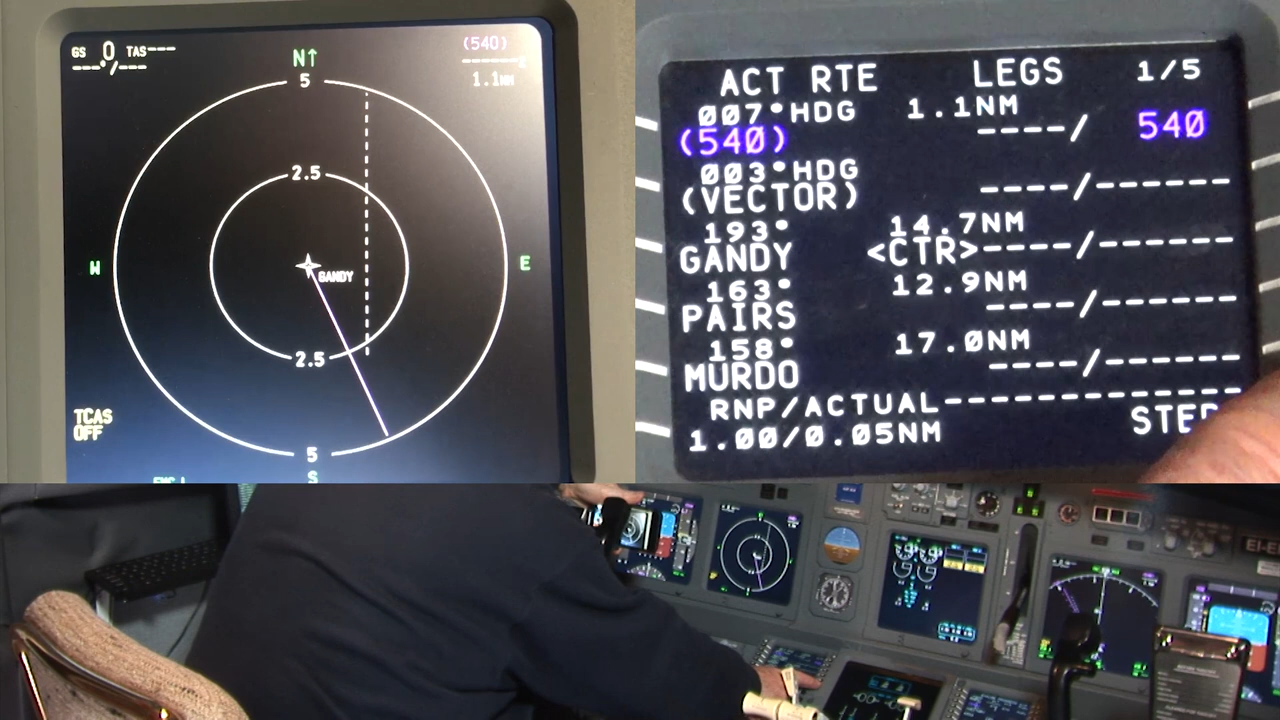 GS 0 TAS---
---°/---
N↑
(540)
-------Z
1.1NM
5
2.5
W
E
GANDY
2.5
5
S
TCAS
OFF
ACT RTE LEGS 1/5
007°HDG 1.1NM
(540) ----/ 540
003°HDG
(VECTOR) ----/------
193° 14.7NM
GANDY <CTR>----/------
163° 12.9NM
PAIRS ----/------
158° 17.0NM
MURDO ----/------
RNP/ACTUAL----------------
1.00/0.05NM STEP